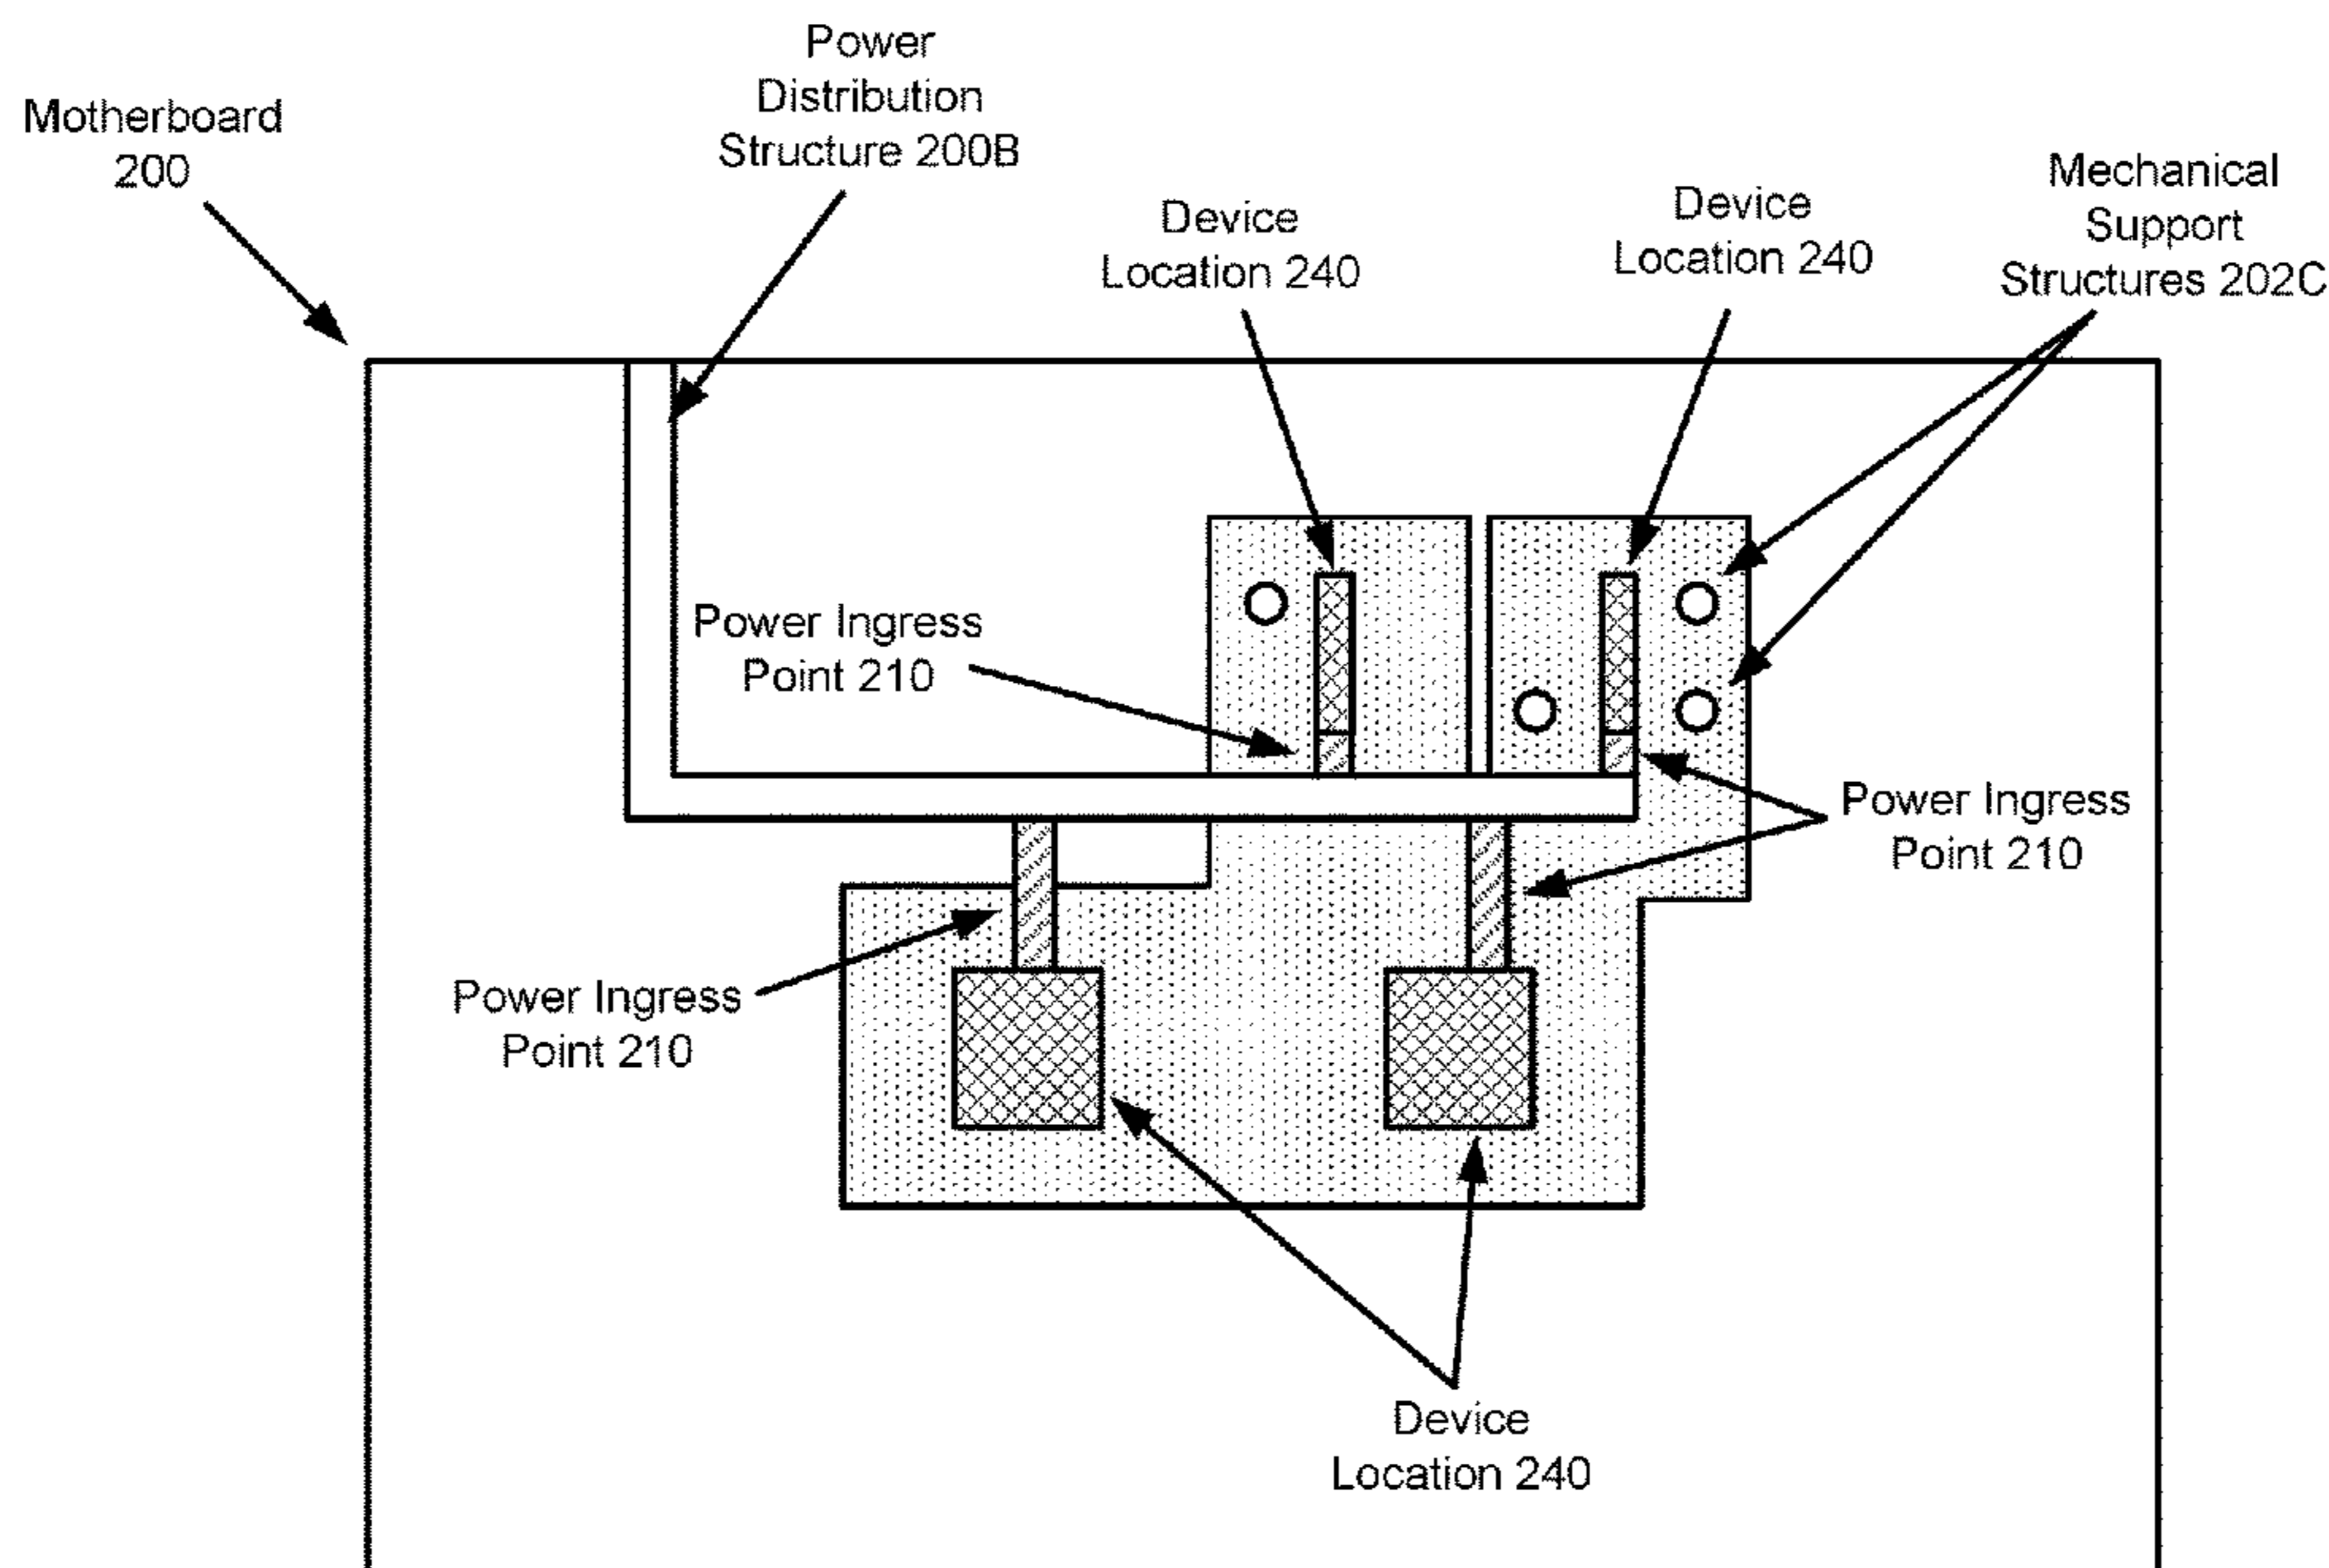 Power
Distribution
Structure 200B
Motherboard
200
Device
Location 240
Device
Location 240
Mechanical
Support
Structures 202C
Power Ingress
Point 210
Power Ingress
Point 210
Power Ingress
Point 210
Device
Location 240